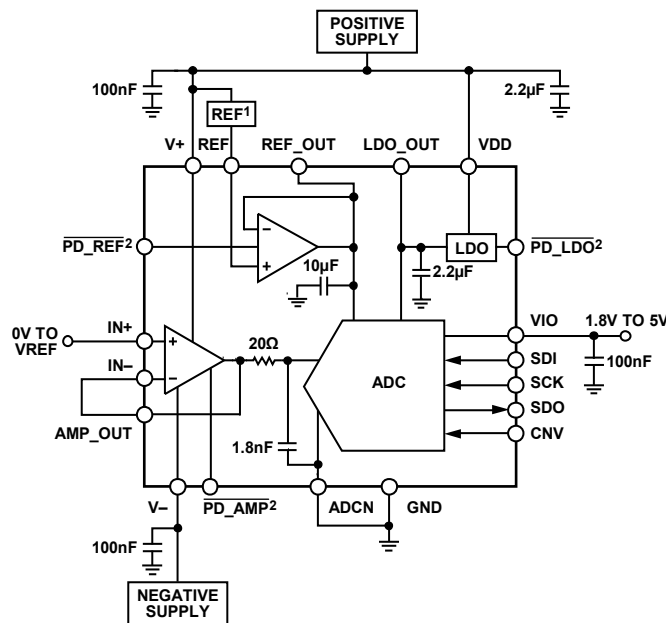 POSITIVE
SUPPLY
100nF
2.2µF
REF¹
V+
REF
REF_OUT
LDO_OUT
VDD
PD_REF²
LDO
PD_LDO²
10µF
2.2µF
VIO
1.8V TO 5V
0V TO
VREF
IN+
20Ω
ADC
SDI
100nF
IN–
SCK
SDO
AMP_OUT
1.8nF
CNV
V–
PD_AMP²
ADCN
GND
100nF
NEGATIVE
SUPPLY